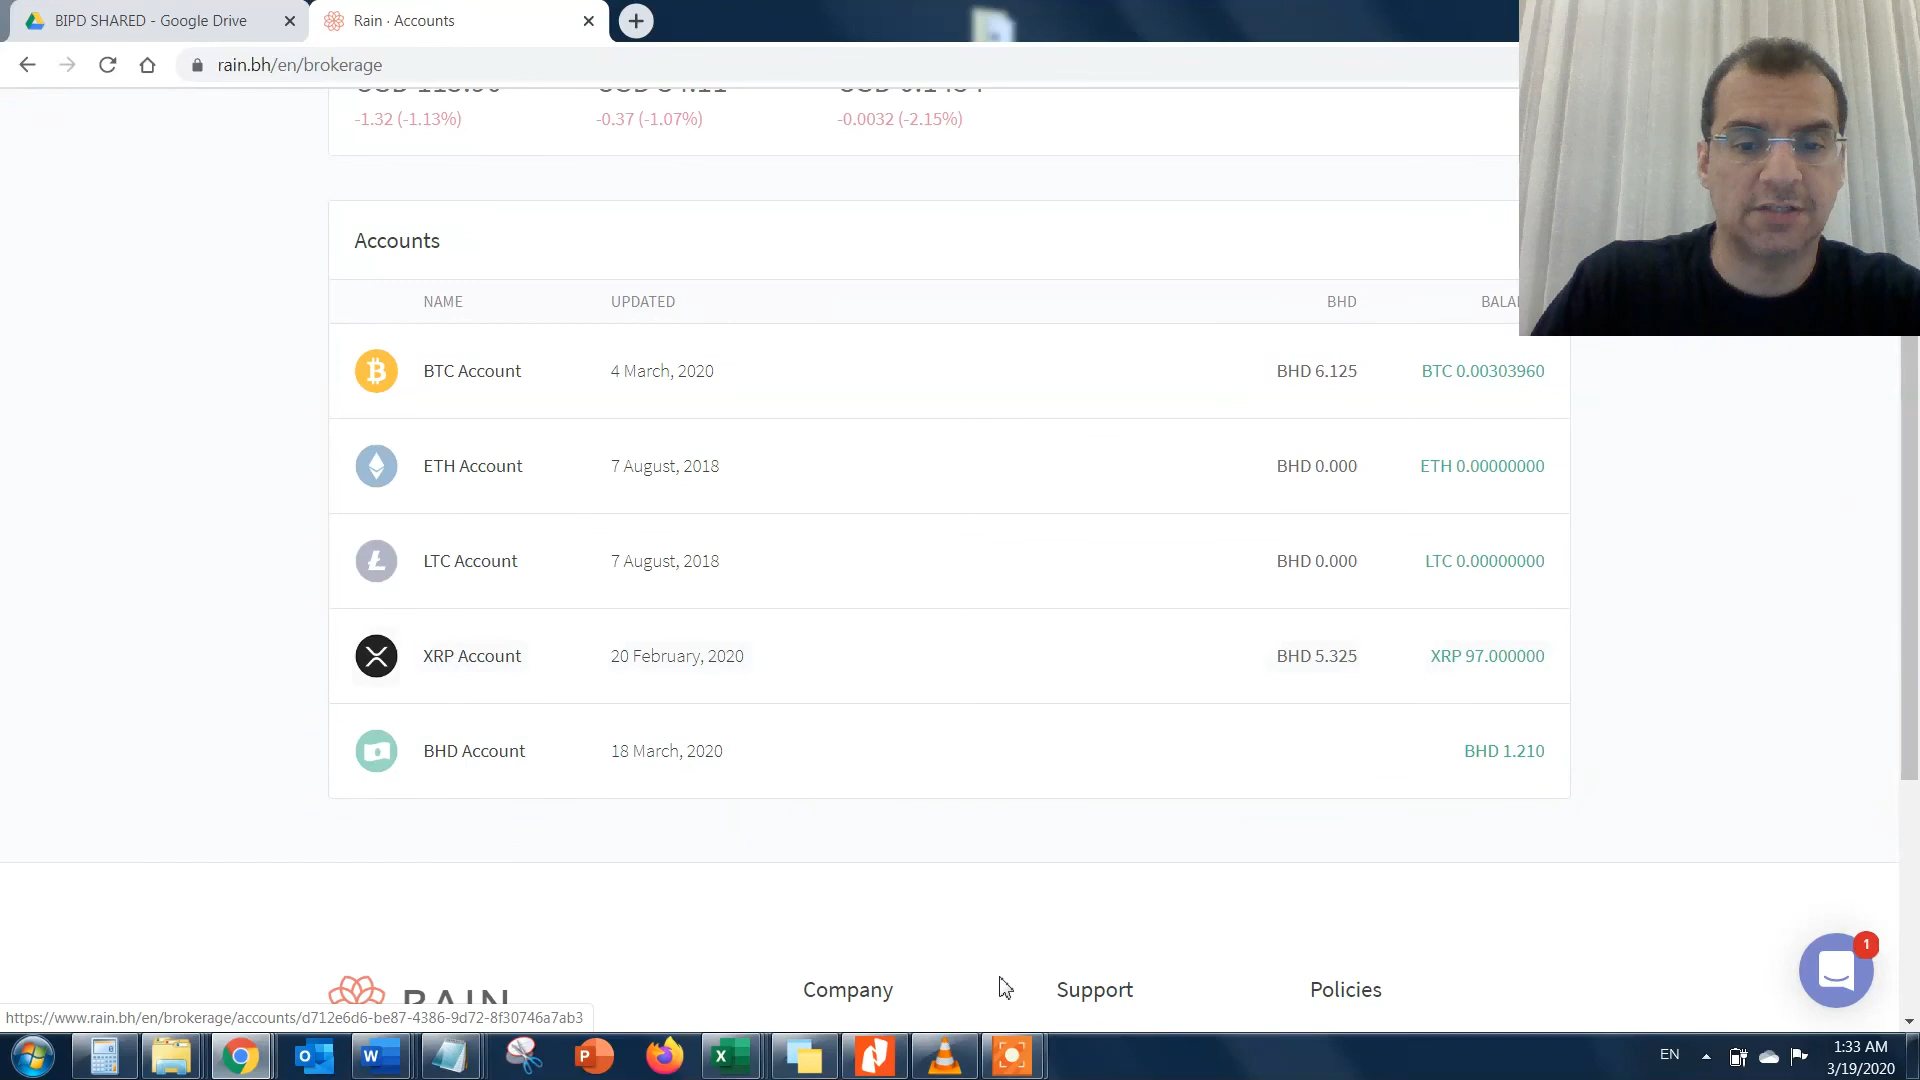 BIPD SHARED - Google Drive
Rain · Accounts
rain.bh/en/brokerage
-1.32 (-1.13%) -0.37 (-1.07%) -0.0032 (-2.15%)
Accounts
NAME UPDATED BHD
BTC Account 4 March, 2020 BHD 6.125 BTC 0.00303960
ETH Account 7 August, 2018 BHD 0.000 ETH 0.00000000
LTC Account 7 August, 2018 BHD 0.000 LTC 0.00000000
XRP Account 20 February, 2020 BHD 5.325 XRP 97.000000
BHD Account 18 March, 2020 BHD 1.210
RAIN Company Support Policies
1
https://www.rain.bh/en/brokerage/accounts/d712e6d6-be87-4386-9d72-8f30746a7ab3
EN
1:33 AM
3/19/2020